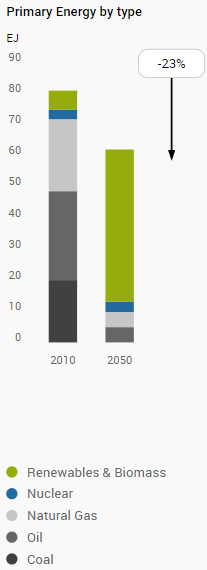 Primary Energy by type
EJ
90
-23%
80
70
60
50
40
30
20
10
0
2010 2050
Renewables & Biomass
Nuclear
Natural Gas
Oil
Coal